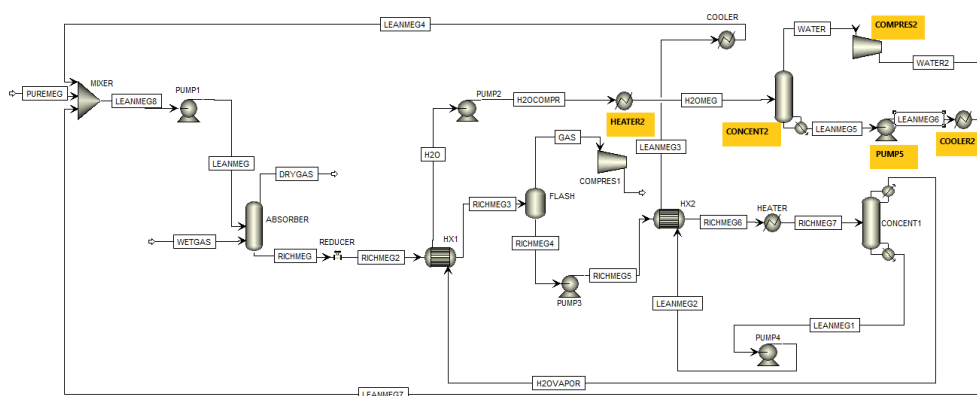 LEANMEG4
COOLER
WATER
COMPRES2
WATER2
MIXER
PUREMEG
LEANMEG8
PUMP1
PUMP2
H2OCOMPR
HEATER2
H2OMEG
CONCENT2
LEANMEG5
LEANMEG6
PUMP5
COOLER2
LEANMEG
H2O
GAS
LEANMEG3
COMPRES1
DRYGAS
FLASH
RICHMEG3
HX2
RICHMEG6
HEATER
RICHMEG7
CONCENT1
ABSORBER
WETGAS
REDUCER
HX1
RICHMEG4
RICHMEG
RICHMEG2
RICHMEG5
PUMP3
LEANMEG2
LEANMEG1
PUMP4
H2OVAPOR
LEANMEG7